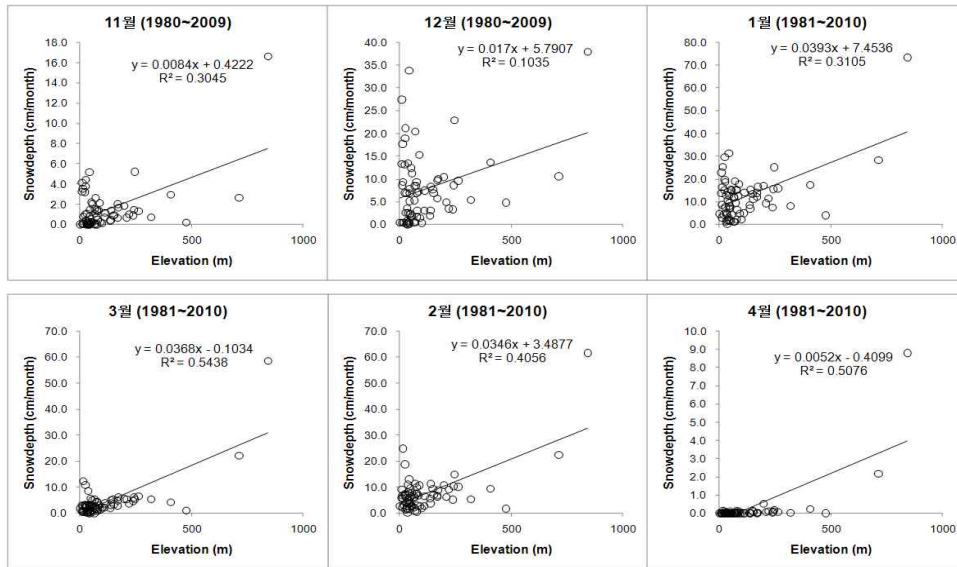 11월 (1980~2009)
18.0
16.0
14.0
12.0
10.0
8.0
6.0
4.0
2.0
0.0
0
500
1000
Snowdepth (cm/month)
Elevation (m)
y = 0.0084x + 0.4222
R² = 0.3045
12월 (1980~2009)
40.0
35.0
30.0
25.0
20.0
15.0
10.0
5.0
0.0
0
500
1000
Snowdepth (cm/month)
Elevation (m)
y = 0.017x + 5.7907
R² = 0.1035
1월 (1981~2010)
80.0
70.0
60.0
50.0
40.0
30.0
20.0
10.0
0.0
0
500
1000
Snowdepth (cm/month)
Elevation (m)
y = 0.0393x + 7.4536
R² = 0.3105
3월 (1981~2010)
70.0
60.0
50.0
40.0
30.0
20.0
10.0
0.0
0
500
1000
Snowdepth (cm/month)
Elevation (m)
y = 0.0368x - 0.1034
R² = 0.5438
2월 (1981~2010)
70.0
60.0
50.0
40.0
30.0
20.0
10.0
0.0
0
500
1000
Snowdepth (cm/month)
Elevation (m)
y = 0.0346x + 3.4877
R² = 0.4056
4월 (1981~2010)
10.0
9.0
8.0
7.0
6.0
5.0
4.0
3.0
2.0
1.0
0.0
0
500
1000
Snowdepth (cm/month)
Elevation (m)
y = 0.0052x - 0.4099
R² = 0.5076